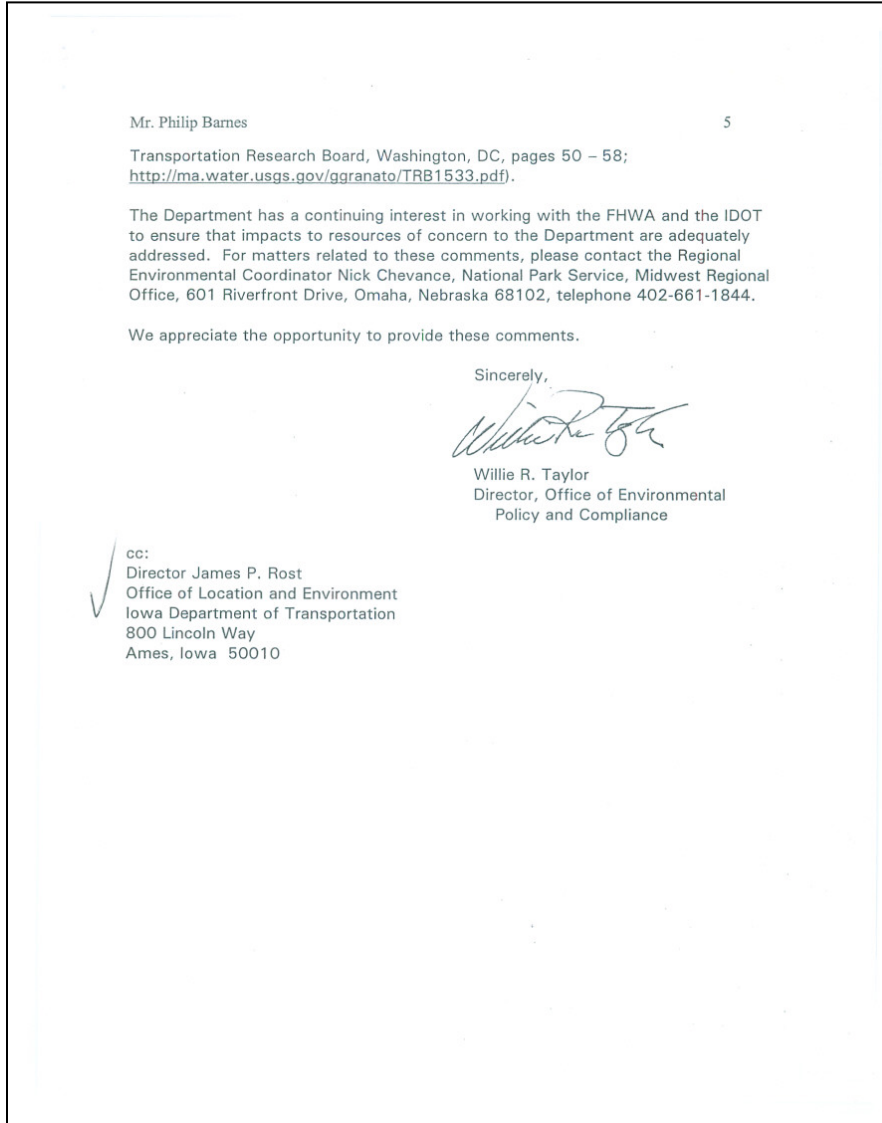 Mr. Philip Barnes 5
Transportation Research Board, Washington, DC, pages 50 – 58;
http://ma.water.usgs.gov/ggranato/TRB1533.pdf).
The Department has a continuing interest in working with the FHWA and the IDOT
to ensure that impacts to resources of concern to the Department are adequately
addressed. For matters related to these comments, please contact the Regional
Environmental Coordinator Nick Chevance, National Park Service, Midwest Regional
Office, 601 Riverfront Drive, Omaha, Nebraska 68102, telephone 402-661-1844.
We appreciate the opportunity to provide these comments.
Sincerely,
Willie R. Taylor
Director, Office of Environmental
Policy and Compliance
cc:
Director James P. Rost
Office of Location and Environment
Iowa Department of Transportation
800 Lincoln Way
Ames, Iowa 50010